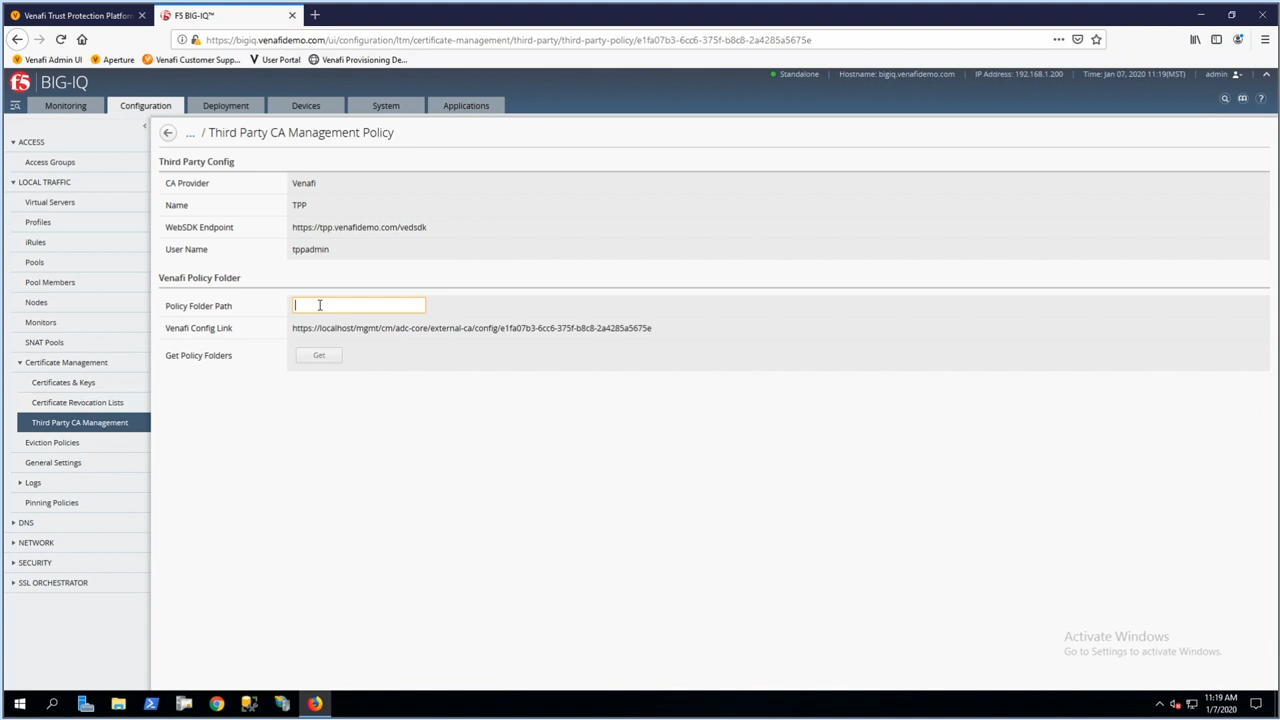 Venafi Trust Protection Platform
F5 BIG-IQ™
https://bigiq.venafidemo.com/ui/configuration/ltm/certificate-management/third-party/third-party-policy/e1fa07b3-6cc6-375f-b8c8-2a4285a5675e
Venafi Admin UI
Aperture
Venafi Customer Supp...
User Portal
Venafi Provisioning De...
f5 BIG-IQ
Standalone
Hostname: bigiq.venafidemo.com
IP Address: 192.168.1.200
Time: Jan 07, 2020 11:19(MST)
admin
Monitoring
Configuration
Deployment
Devices
System
Applications
ACCESS
Access Groups
LOCAL TRAFFIC
Virtual Servers
Profiles
iRules
Pools
Pool Members
Nodes
Monitors
SNAT Pools
Certificate Management
Certificates & Keys
Certificate Revocation Lists
Third Party CA Management
Eviction Policies
General Settings
Logs
Pinning Policies
DNS
NETWORK
SECURITY
SSL ORCHESTRATOR
... / Third Party CA Management Policy
Third Party Config
CA Provider Venafi
Name TPP
WebSDK Endpoint https://tpp.venafidemo.com/vedsdk
User Name tppadmin
Venafi Policy Folder
Policy Folder Path
Venafi Config Link https://localhost/mgmt/cm/adc-core/external-ca/config/e1fa07b3-6cc6-375f-b8c8-2a4285a5675e
Get Policy Folders Get
Activate Windows
Go to Settings to activate Windows.
11:19 AM
1/7/2020